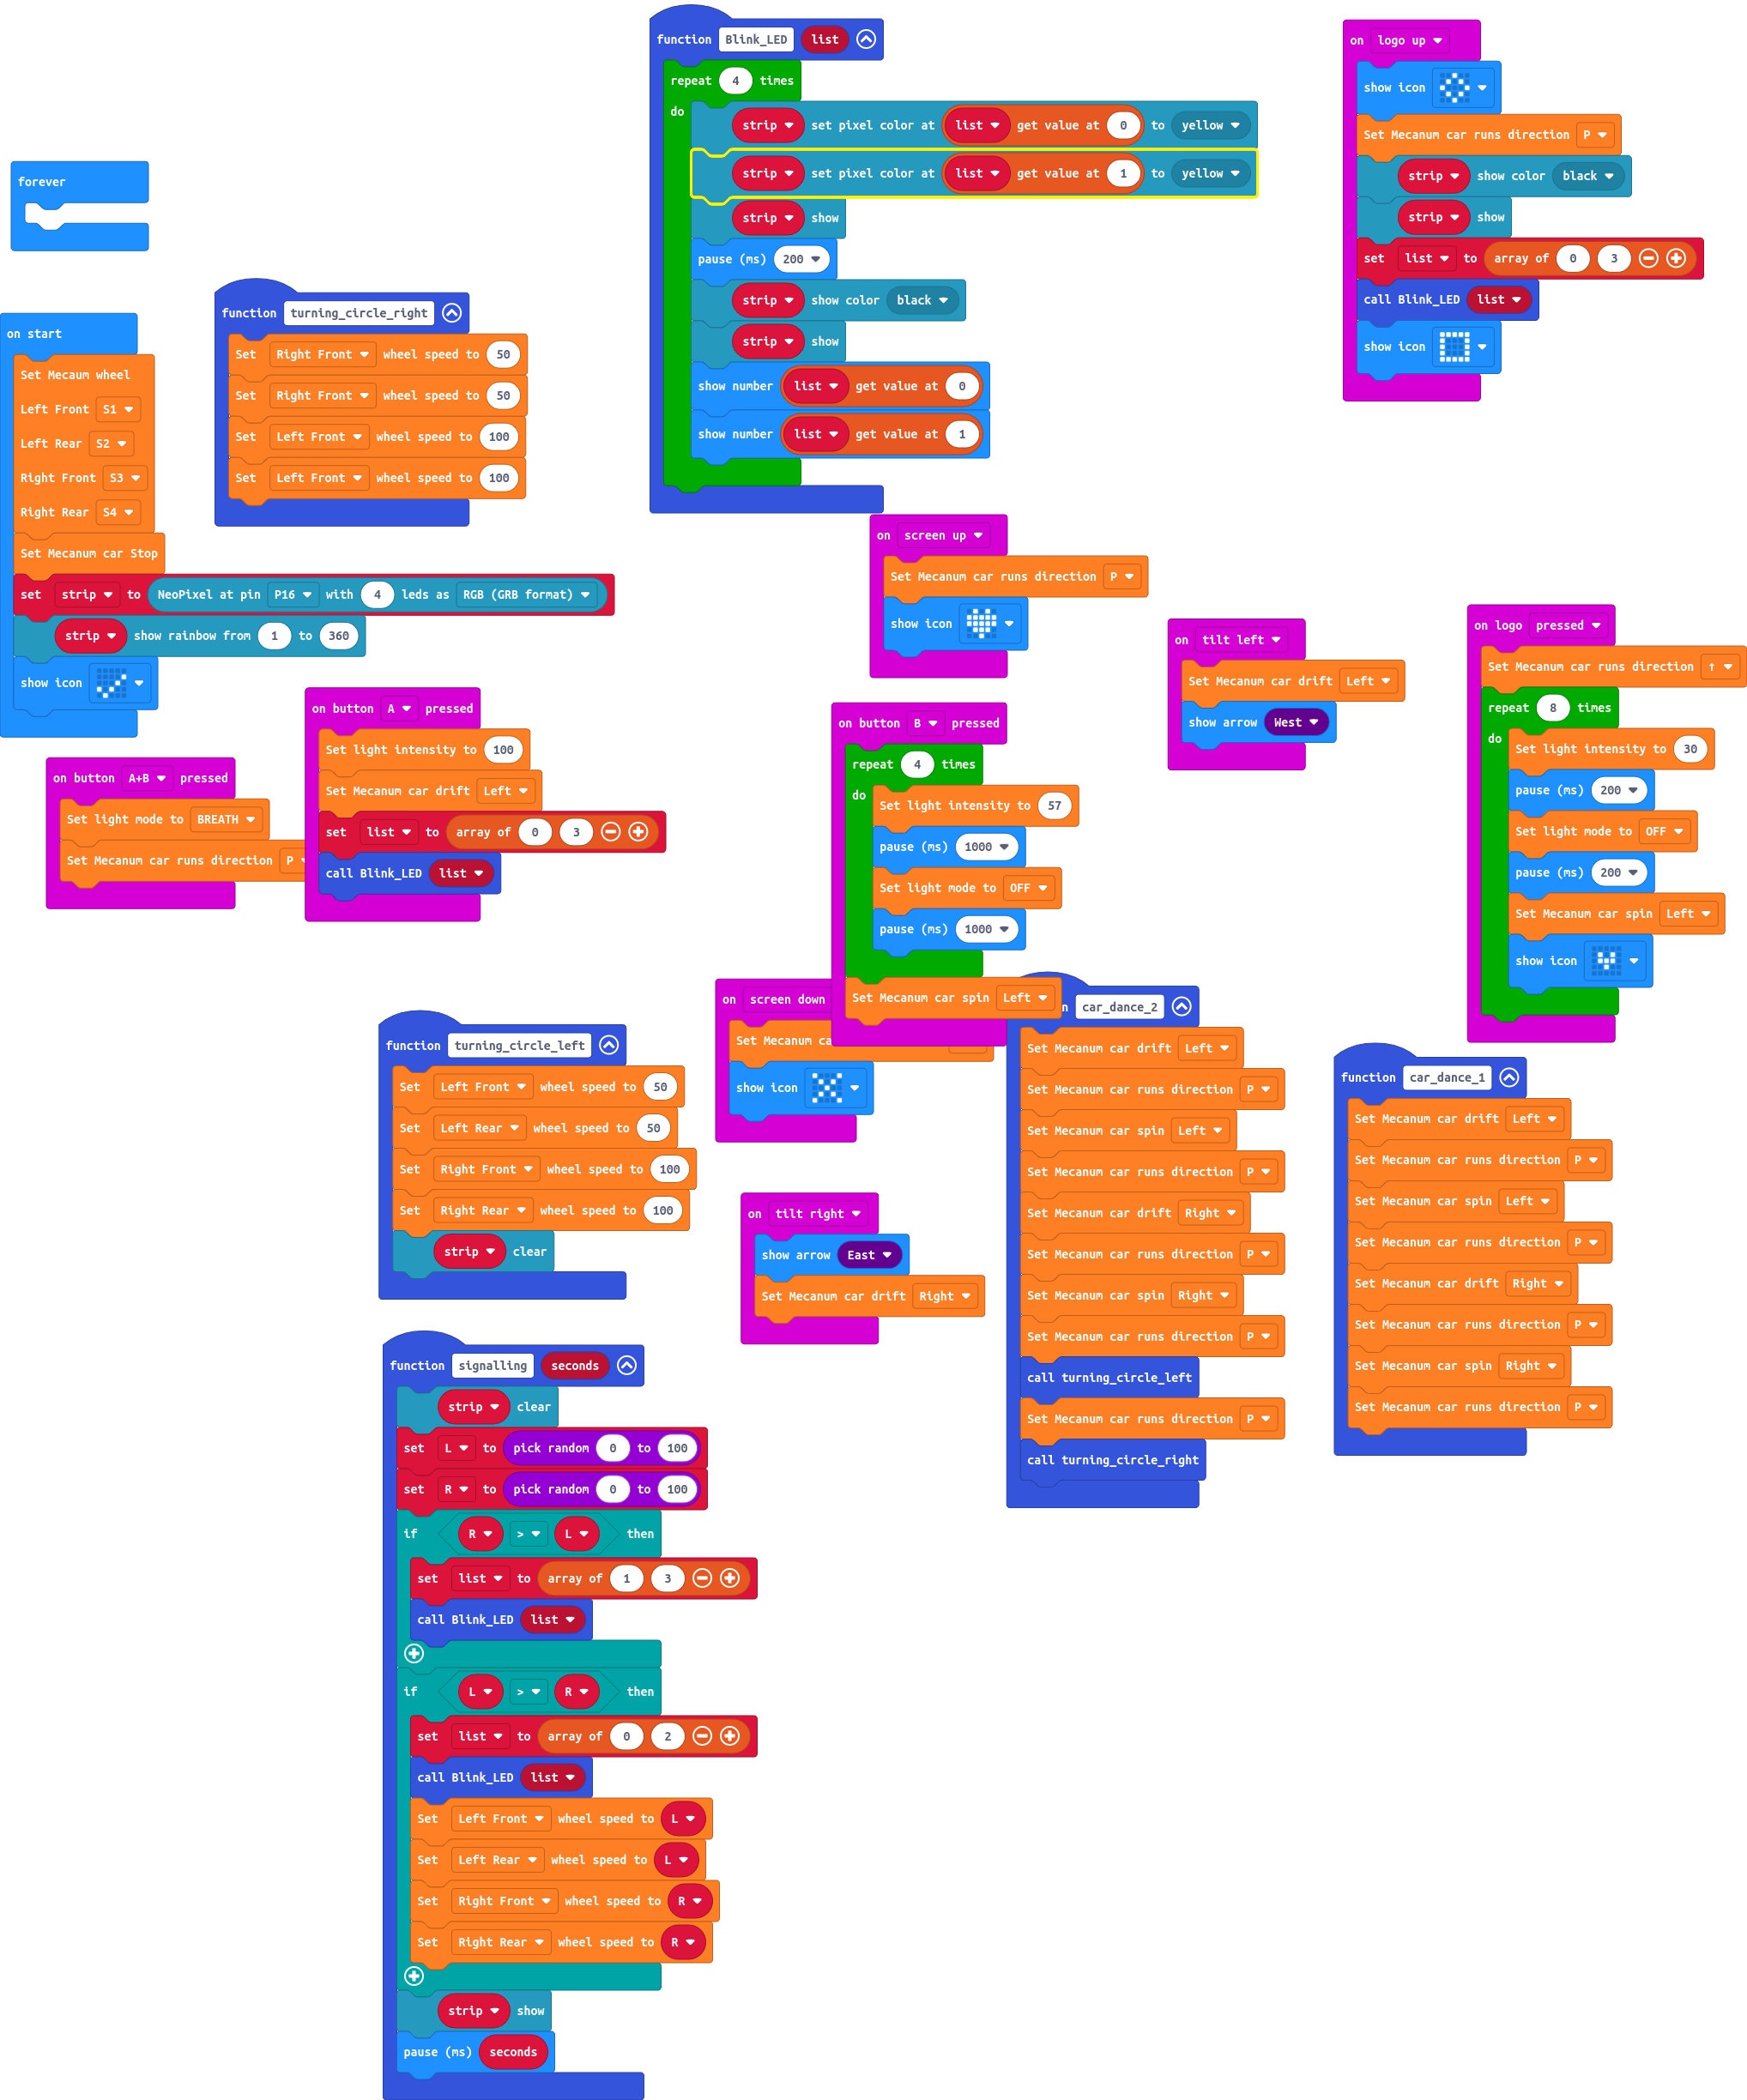 forever
on start
Set Mecaum wheel
Left Front S1
Left Rear S2
Right Front S3
Right Rear S4
Set Mecanum car Stop
set strip to NeoPixel at pin P16 with 4 leds as RGB (GRB format)
strip show rainbow from 1 to 360
show icon
function turning_circle_right
Set Right Front wheel speed to 50
Set Right Front wheel speed to 50
Set Left Front wheel speed to 100
Set Left Front wheel speed to 100
function Blink_LED list
repeat 4 times
do
strip set pixel color at list get value at 0 to yellow
strip set pixel color at list get value at 1 to yellow
strip show
pause (ms) 200
strip show color black
strip show
show number list get value at 0
show number list get value at 1
on logo up
show icon
Set Mecanum car runs direction P
strip show color black
strip show
set list to array of 0 3
call Blink_LED list
show icon
on screen up
Set Mecanum car runs direction P
show icon
on tilt left
Set Mecanum car drift Left
show arrow West
on logo pressed
Set Mecanum car runs direction ↑
repeat 8 times
do
Set light intensity to 30
pause (ms) 200
Set light mode to OFF
pause (ms) 200
Set Mecanum car spin Left
show icon
on button A+B pressed
Set light mode to BREATH
Set Mecanum car runs direction P
on button A pressed
Set light intensity to 100
Set Mecanum car drift Left
set list to array of 0 3
call Blink_LED list
on button B pressed
repeat 4 times
do
Set light intensity to 57
pause (ms) 1000
Set light mode to OFF
pause (ms) 1000
Set Mecanum car spin Left
on screen down
Set Mecanum ca
show icon
function turning_circle_left
Set Left Front wheel speed to 50
Set Left Rear wheel speed to 50
Set Right Front wheel speed to 100
Set Right Rear wheel speed to 100
strip clear
on tilt right
show arrow East
Set Mecanum car drift Right
n car_dance_2
Set Mecanum car drift Left
Set Mecanum car runs direction P
Set Mecanum car spin Left
Set Mecanum car runs direction P
Set Mecanum car drift Right
Set Mecanum car runs direction P
Set Mecanum car spin Right
Set Mecanum car runs direction P
call turning_circle_left
Set Mecanum car runs direction P
call turning_circle_right
function car_dance_1
Set Mecanum car drift Left
Set Mecanum car runs direction P
Set Mecanum car spin Left
Set Mecanum car runs direction P
Set Mecanum car drift Right
Set Mecanum car runs direction P
Set Mecanum car spin Right
Set Mecanum car runs direction P
function signalling seconds
strip clear
set L to pick random 0 to 100
set R to pick random 0 to 100
if R > L then
set list to array of 1 3
call Blink_LED list
if L > R then
set list to array of 0 2
call Blink_LED list
Set Left Front wheel speed to L
Set Left Rear wheel speed to L
Set Right Front wheel speed to R
Set Right Rear wheel speed to R
strip show
pause (ms) seconds